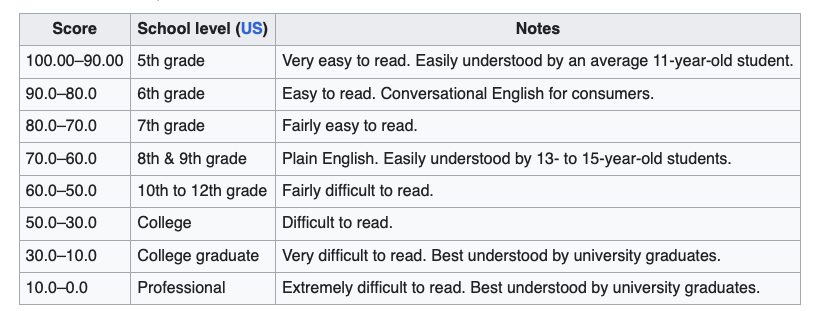 Score School level (US) Notes
100.00–90.00 5th grade Very easy to read. Easily understood by an average 11-year-old student.
90.0–80.0 6th grade Easy to read. Conversational English for consumers.
80.0–70.0 7th grade Fairly easy to read.
70.0–60.0 8th & 9th grade Plain English. Easily understood by 13- to 15-year-old students.
60.0–50.0 10th to 12th grade Fairly difficult to read.
50.0–30.0 College Difficult to read.
30.0–10.0 College graduate Very difficult to read. Best understood by university graduates.
10.0–0.0 Professional Extremely difficult to read. Best understood by university graduates.